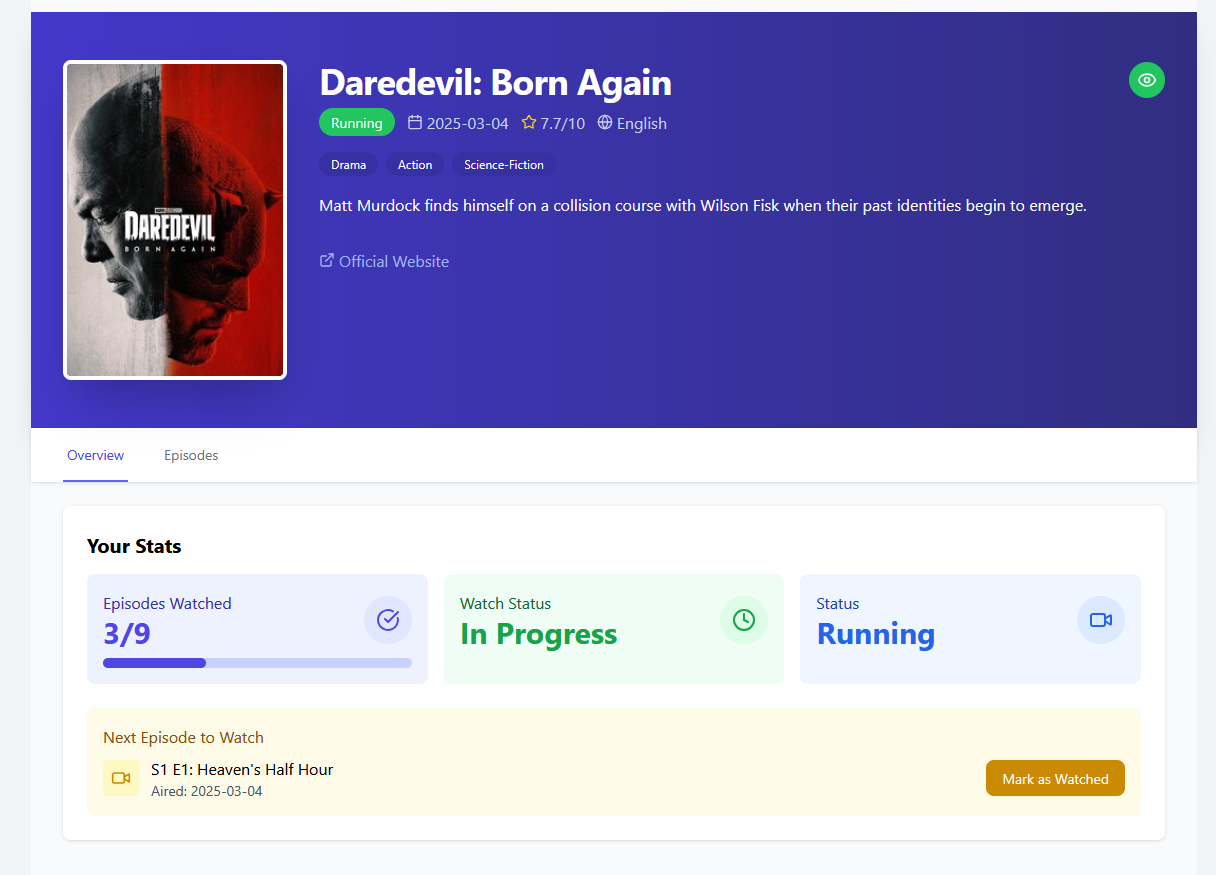 Daredevil: Born Again
Running 2025-03-04 7.7/10 English
Drama Action Science-Fiction
Matt Murdock finds himself on a collision course with Wilson Fisk when their past identities begin to emerge.
Official Website
DAREDEVIL
BORN AGAIN
Overview Episodes
Your Stats
Episodes Watched
3/9
Watch Status
In Progress
Status
Running
Next Episode to Watch
S1 E1: Heaven's Half Hour
Aired: 2025-03-04
Mark as Watched